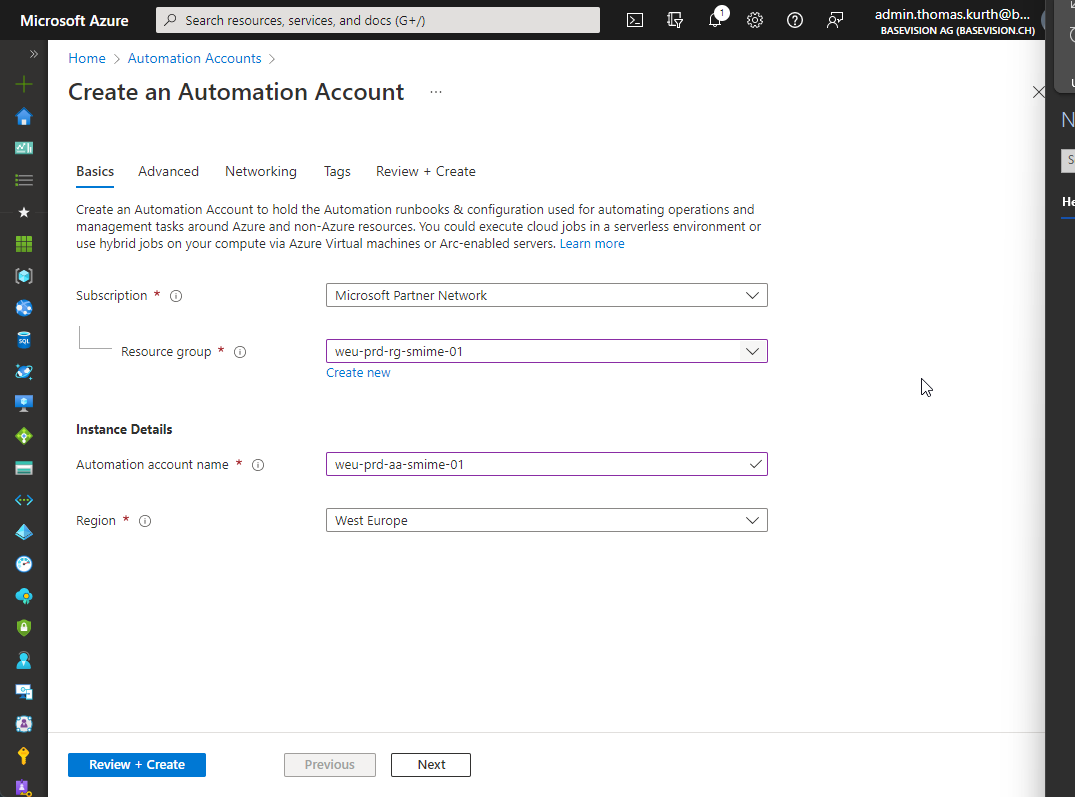 Microsoft Azure
Search resources, services, and docs (G+/)
1
admin.thomas.kurth@b...
BASEVISION AG (BASEVISION.CH)
Home > Automation Accounts >
Create an Automation Account ...
Basics Advanced Networking Tags Review + Create
Create an Automation Account to hold the Automation runbooks & configuration used for automating operations and
management tasks around Azure and non-Azure resources. You could execute cloud jobs in a serverless environment or
use hybrid jobs on your compute via Azure Virtual machines or Arc-enabled servers. Learn more
Subscription * Microsoft Partner Network
Resource group * weu-prd-rg-smime-01
Create new
Instance Details
Automation account name * weu-prd-aa-smime-01
Region * West Europe
Review + Create Previous Next